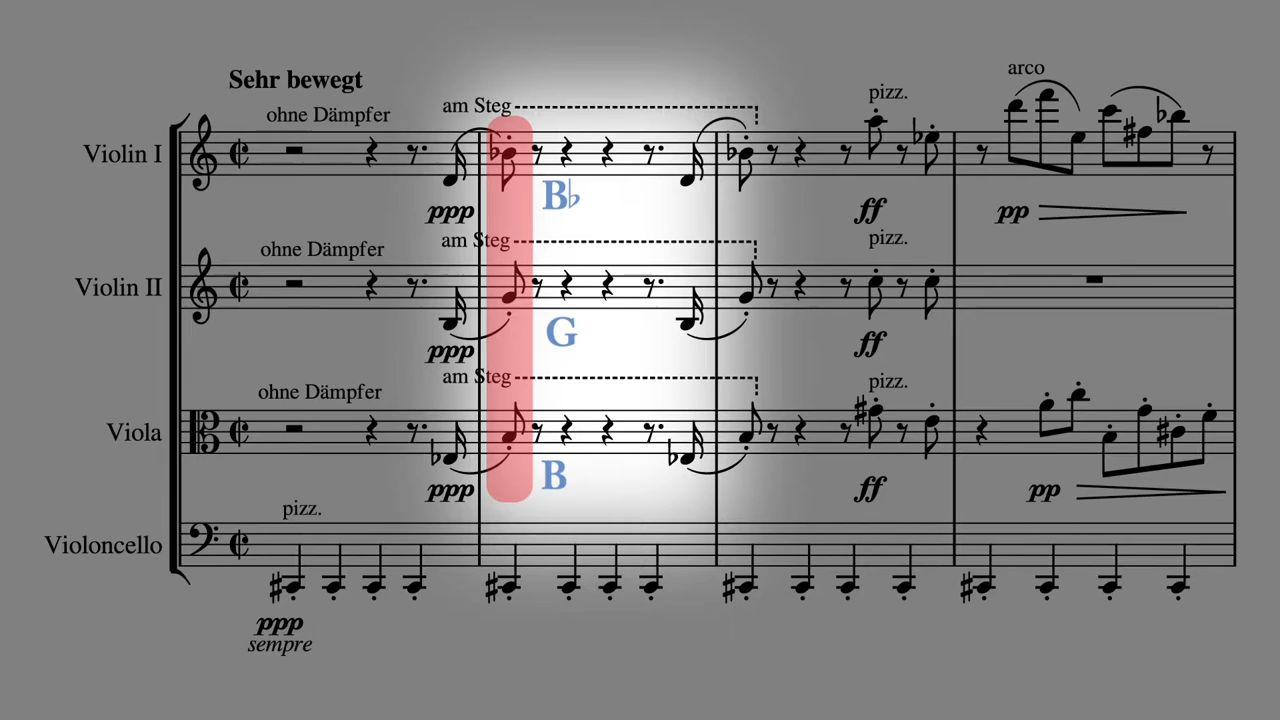 Sehr bewegt
ohne Dämpfer
am Steg
pizz.
arco
Violin I
B♭
ppp
ff
pp
ohne Dämpfer
am Steg
pizz.
Violin II
G
ppp
ff
ohne Dämpfer
am Steg
pizz.
Viola
B
ppp
ff
pp
pizz.
Violoncello
ppp
sempre